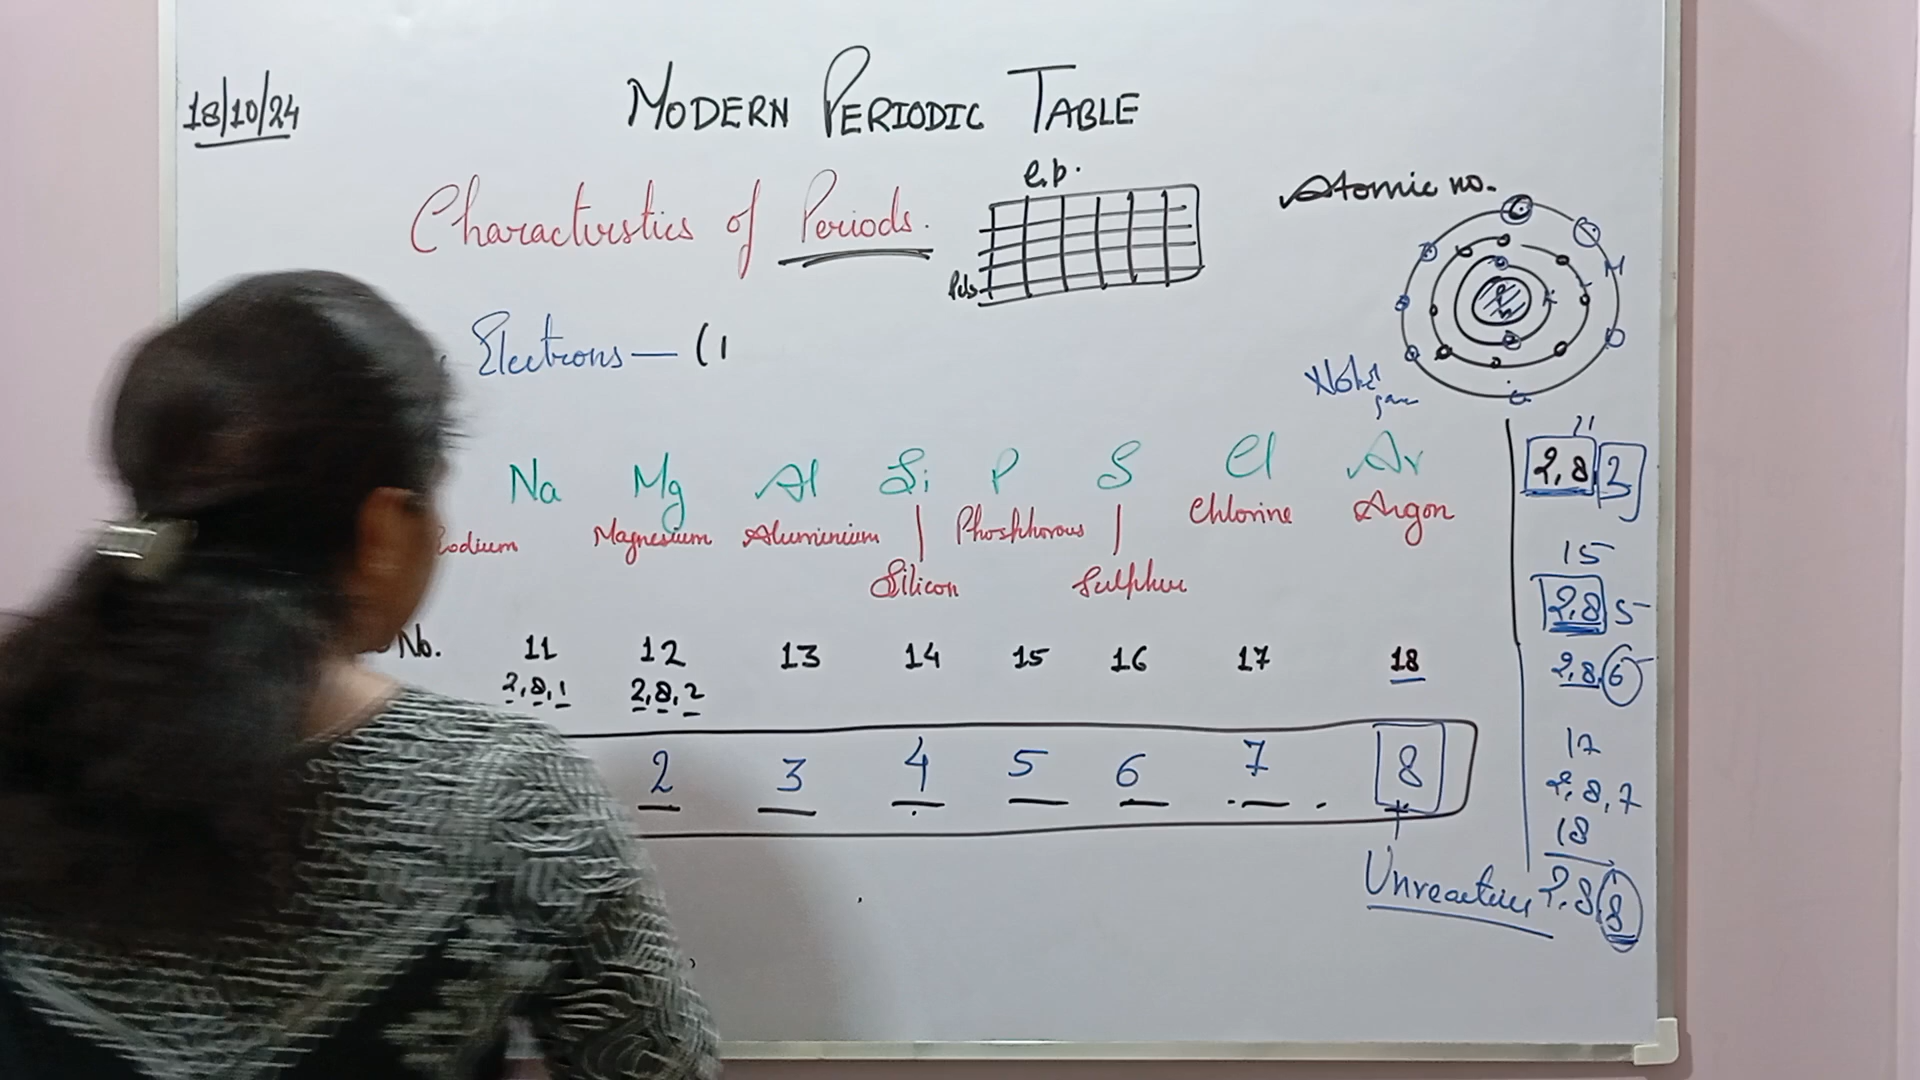 18/10/24
MODERN PERIODIC TABLE
e.p.
Characteristics of Periods.
Atomic no.
Electrons — (1
K
M
Na Mg Al Si P S Cl Ar
Sodium Magnesium Aluminium Phosphorous Chlorine Argon
Silicon Sulphur
No. 11 12 13 14 15 16 17 18
2,8,1 2,8,2
2 3 4 5 6 7 8
Unreactive
11
2,8 3
15
2,8 5
2,8,6
17
2,8,7
18
2,8,8